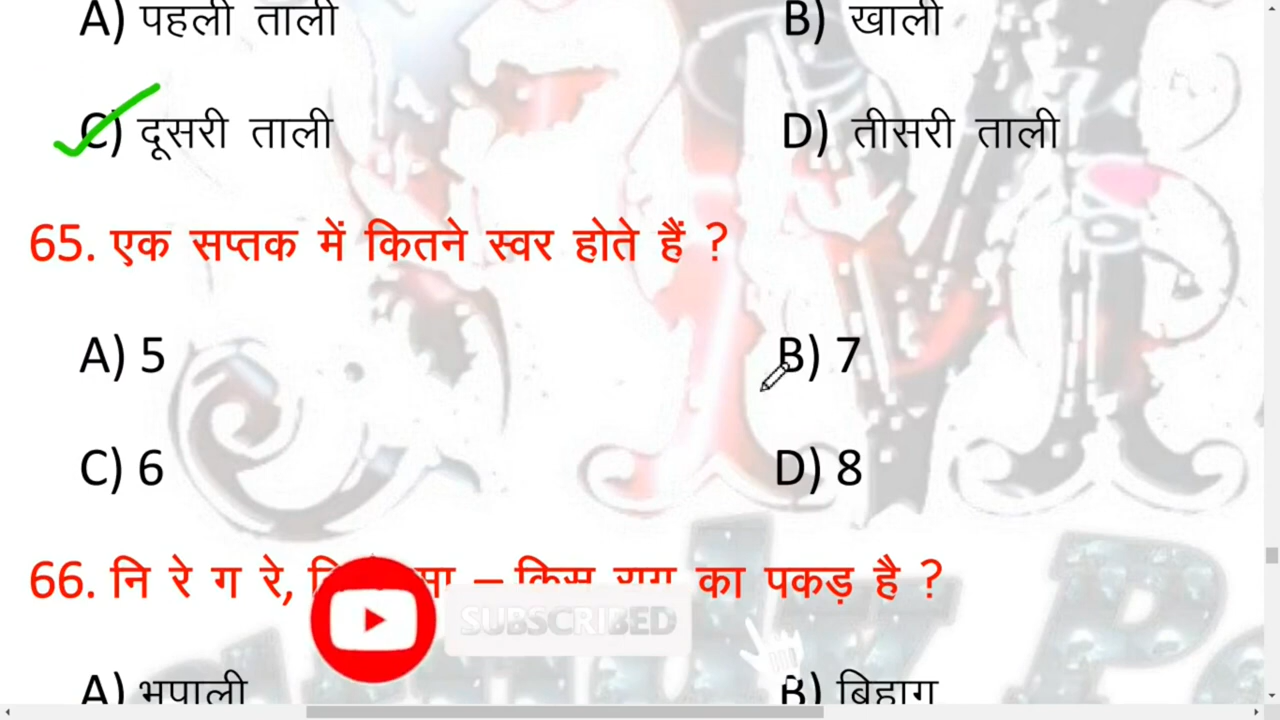 A) पहली ताली B) खाली
C) दूसरी ताली D) तीसरी ताली
65. एक सप्तक में कितने स्वर होते हैं ?
A) 5 B) 7
C) 6 D) 8
66. नि रे ग रे, सा – किस राग का पकड़ है ?
SUBSCRIBED
A) भूपाली B) बिहाग